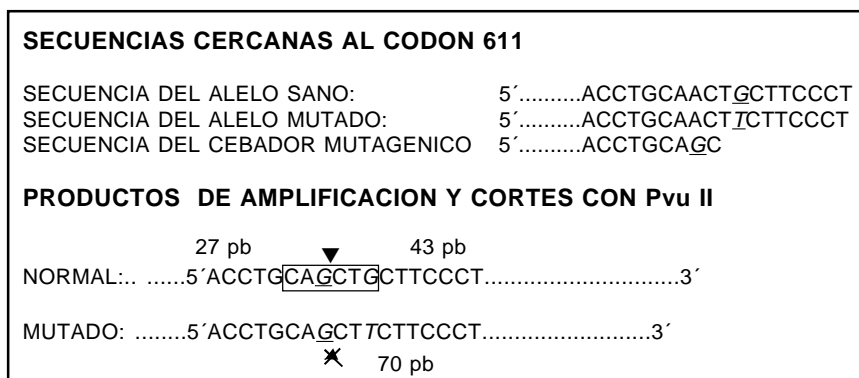 SECUENCIAS CERCANAS AL CODON 611
SECUENCIA DEL ALELO SANO: 5´..........ACCTGCAACTGCTTCCCT
SECUENCIA DEL ALELO MUTADO: 5´..........ACCTGCAACTTCTTCCCT
SECUENCIA DEL CEBADOR MUTAGENICO 5´..........ACCTGCAGC
PRODUCTOS DE AMPLIFICACION Y CORTES CON Pvu II
27 pb 43 pb
NORMAL:.. ......5´ACCTGCAGCTGCTTCCCT...............................3´
MUTADO: ........5´ACCTGCAGCTTCTTCCCT...........................3´
70 pb